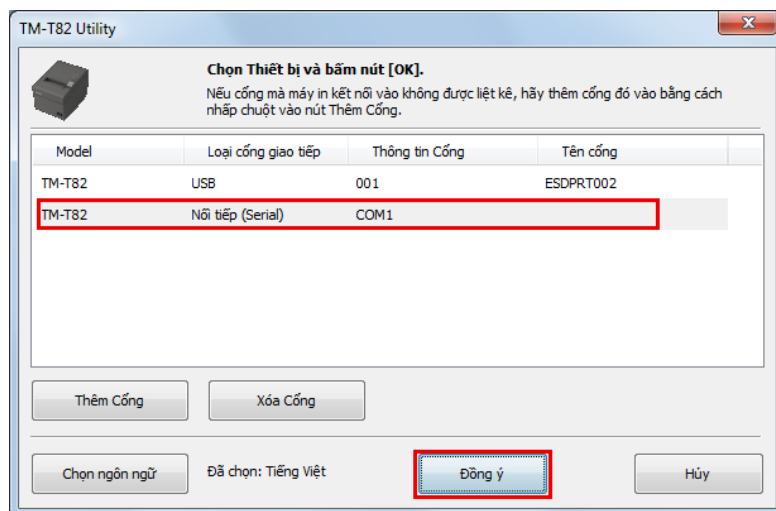 TM-T82 Utility
Chọn Thiết bị và bấm nút [OK].
Nếu cổng mà máy in kết nối vào không được liệt kê, hãy thêm cổng đó vào bằng cách
nhấp chuột vào nút Thêm Cổng.
Model Loại cổng giao tiếp Thông tin Cổng Tên cổng
TM-T82 USB 001 ESDPRT002
TM-T82 Nối tiếp (Serial) COM1
Thêm Cổng Xóa Cổng
Chọn ngôn ngữ Đã chọn: Tiếng Việt Đồng ý Hủy